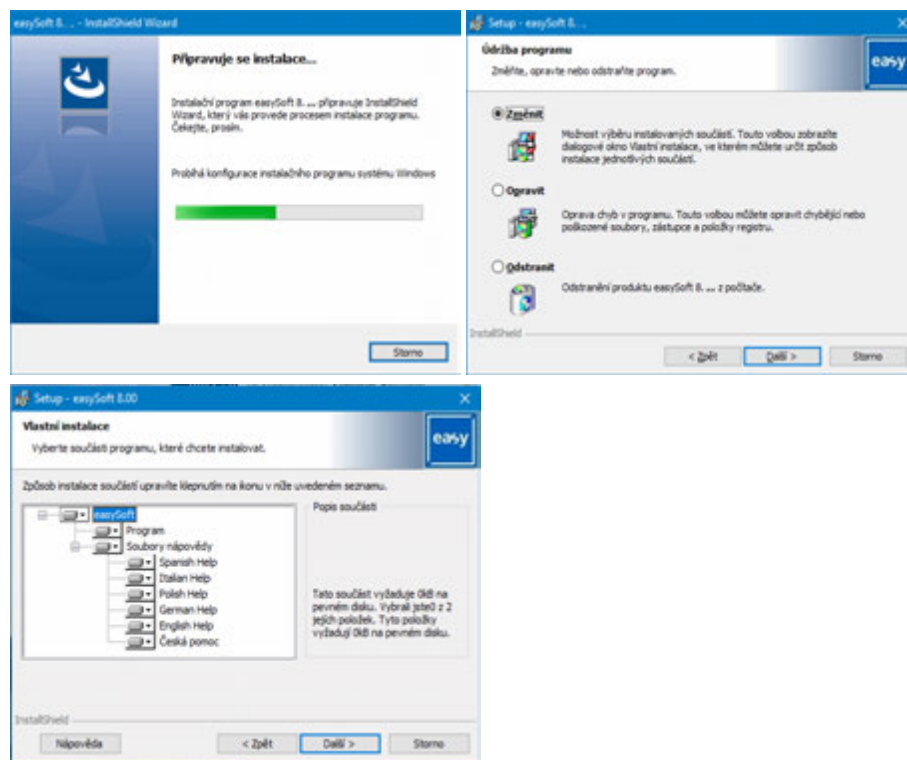 easySoft 8. ... - InstallShield Wizard
Připravuje se instalace...
Instalační program easySoft 8. ... připravuje InstallShield
Wizard, který vás provede procesem instalace programu.
Čekejte, prosím.
Probíhá konfigurace instalačního programu systému Windows
Storno
Setup - easySoft 8. ...
Údržba programu
Změňte, opravte nebo odstraňte program.
easy
Změnit
Možnost výběru instalovaných součástí. Touto volbou zobrazíte
dialogové okno Vlastní instalace, ve kterém můžete určit způsob
instalace jednotlivých součástí.
Opravit
Oprava chyb v programu. Touto volbou můžete opravit chybějící nebo
poškozené soubory, zástupce a položky registru.
Odstranit
Odstranění produktu easySoft 8. ... z počítače.
InstallShield
< Zpět
Další >
Storno
Setup - easySoft 8.00
Vlastní instalace
Vyberte součásti programu, které chcete instalovat.
easy
Způsob instalace součástí upravíte klepnutím na ikonu v níže uvedeném seznamu.
easySoft
Program
Soubory nápovědy
Spanish Help
Italian Help
Polish Help
German Help
English Help
Česká pomoc
Popis součásti
Tato součást vyžaduje 0kB na
pevném disku. Vybrali jste0 z 2
jejích položek. Tyto položky
vyžadují 0kB na pevném disku.
InstallShield
Nápověda
< Zpět
Další >
Storno